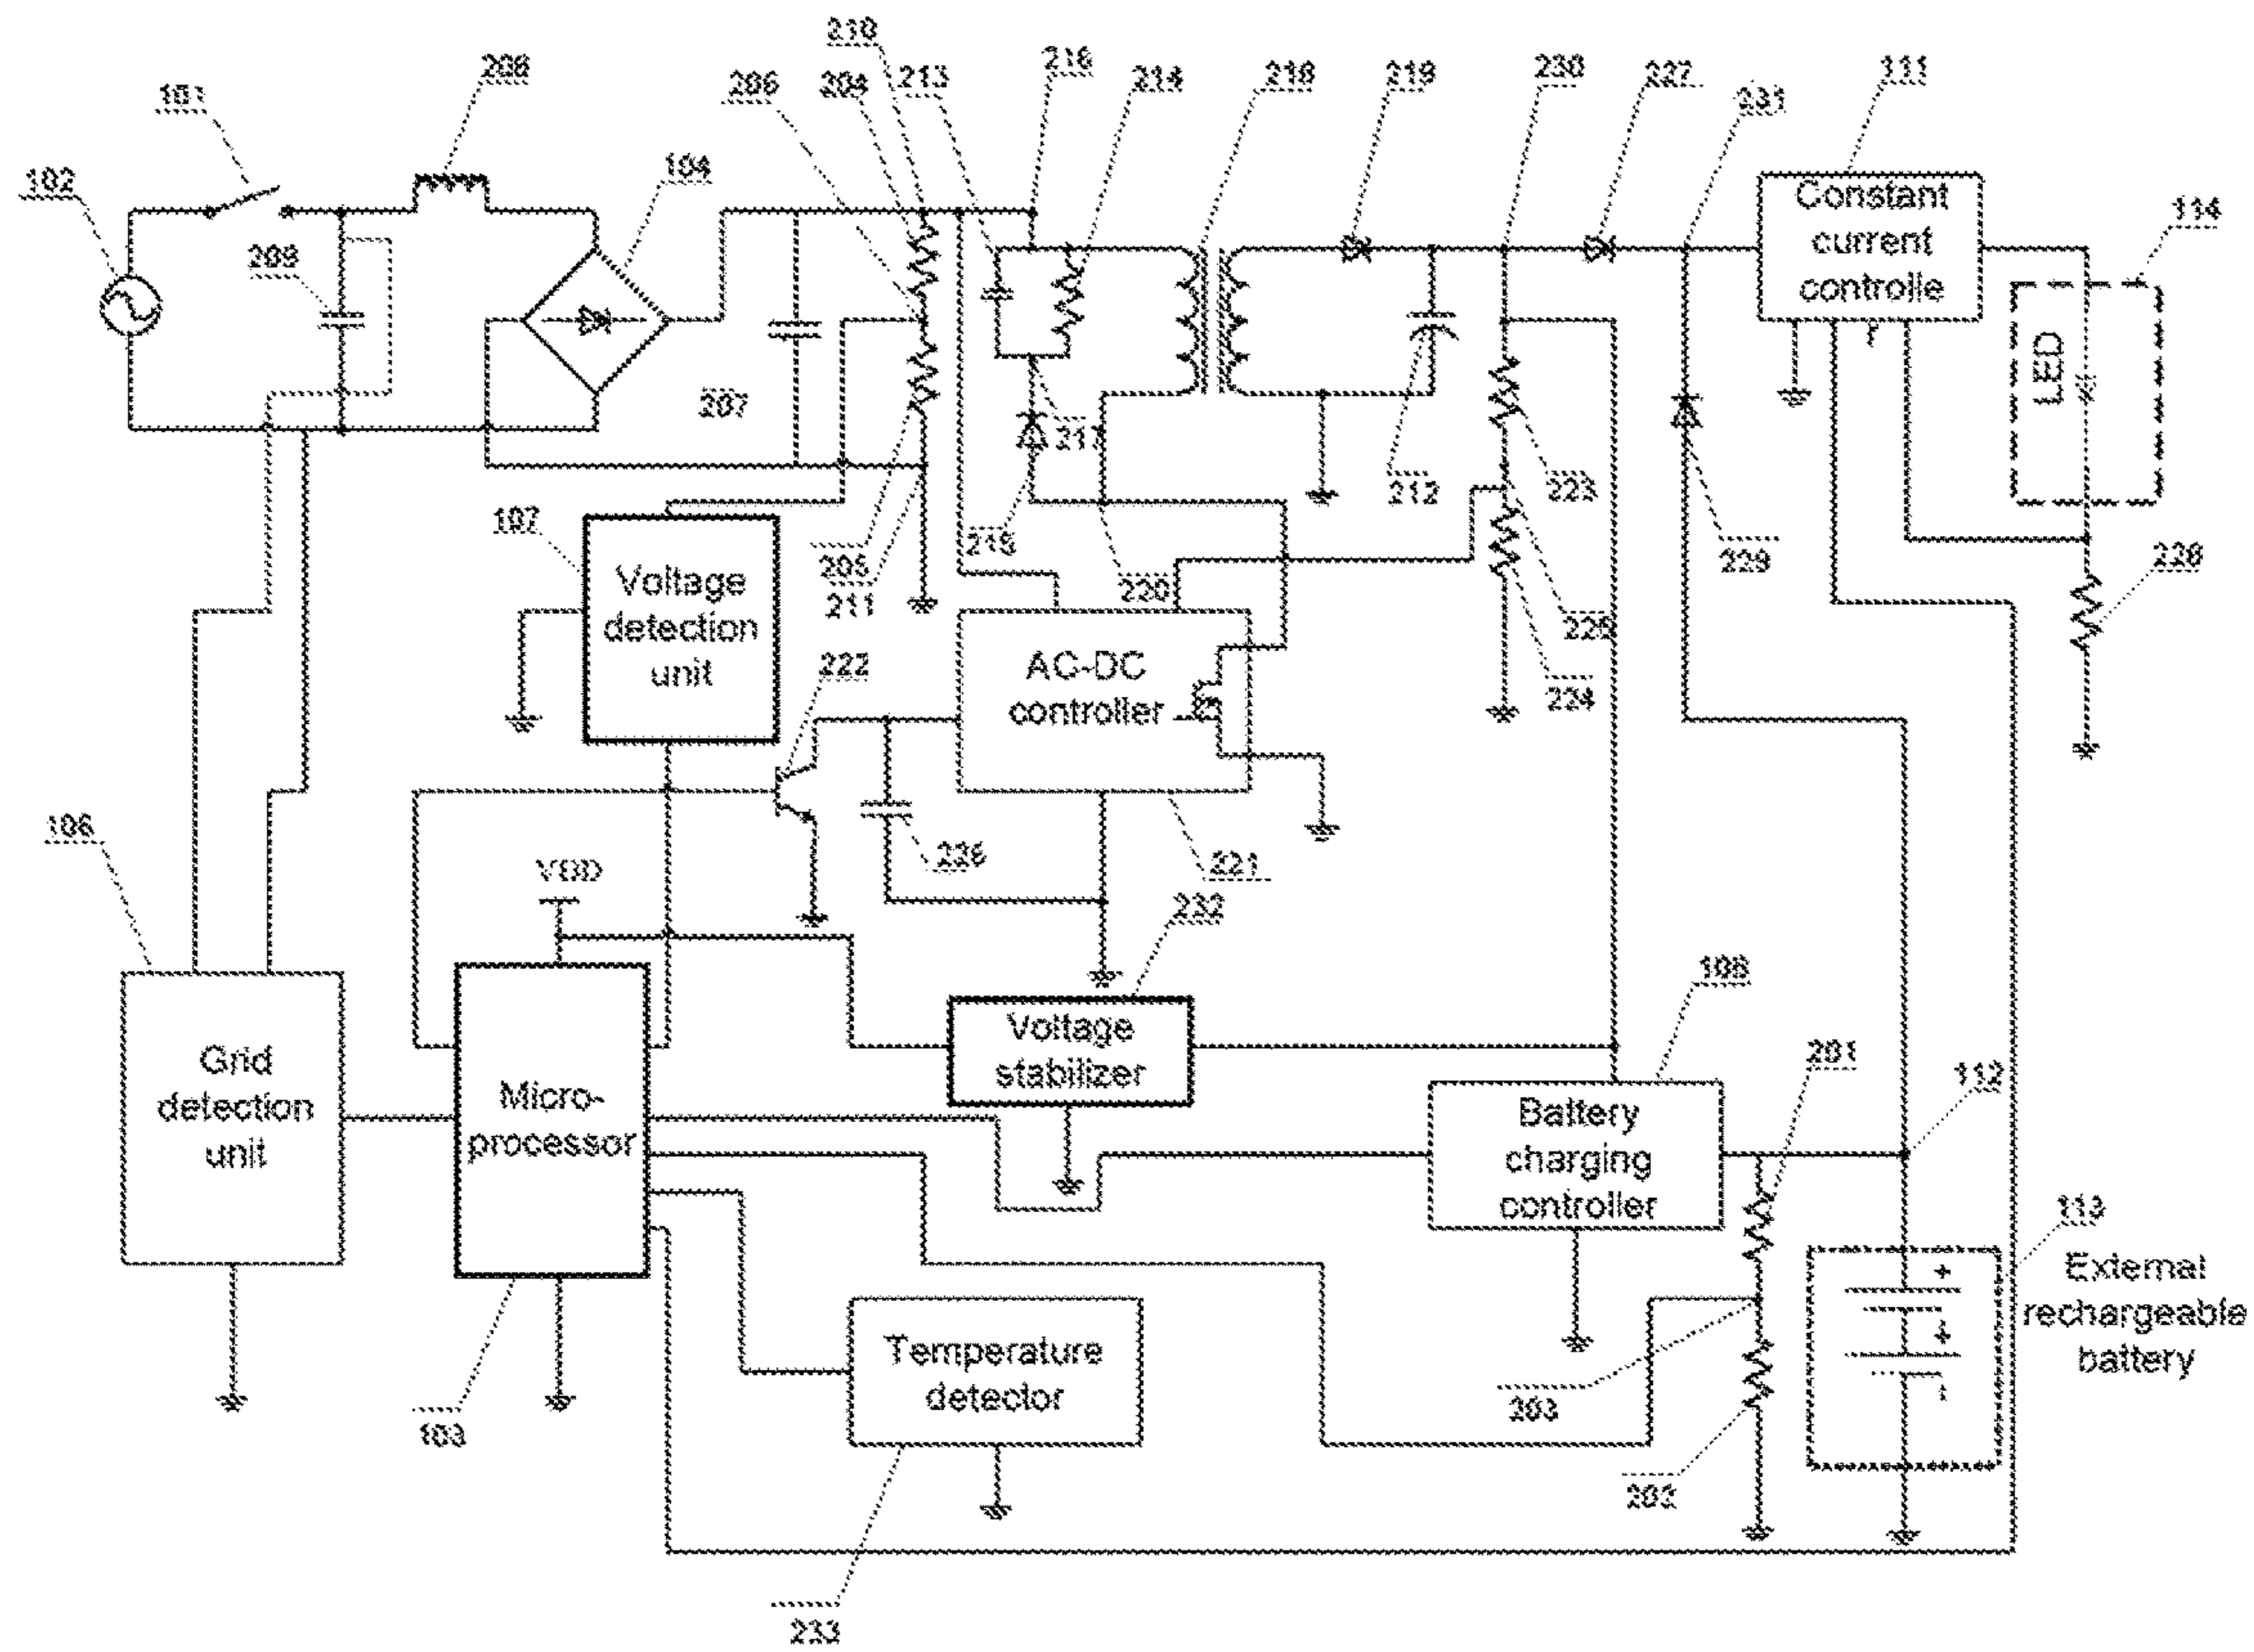 210
208
206
204
213
216
214
218
219
230
227
231
111
101
102
104
114
209
Constant
current
controlle
LED
207
217
212
223
107
215
205
211
220
229
228
Voltage
detection
unit
225
222
AC-DC
controller
224
106
226
221
VDD
232
108
Voltage
stabilizer
201
112
Grid
detection
unit
Micro-
processor
Battery
charging
controller
113
External
rechargeable
battery
+
+
Temperature
detector
203
103
202
233